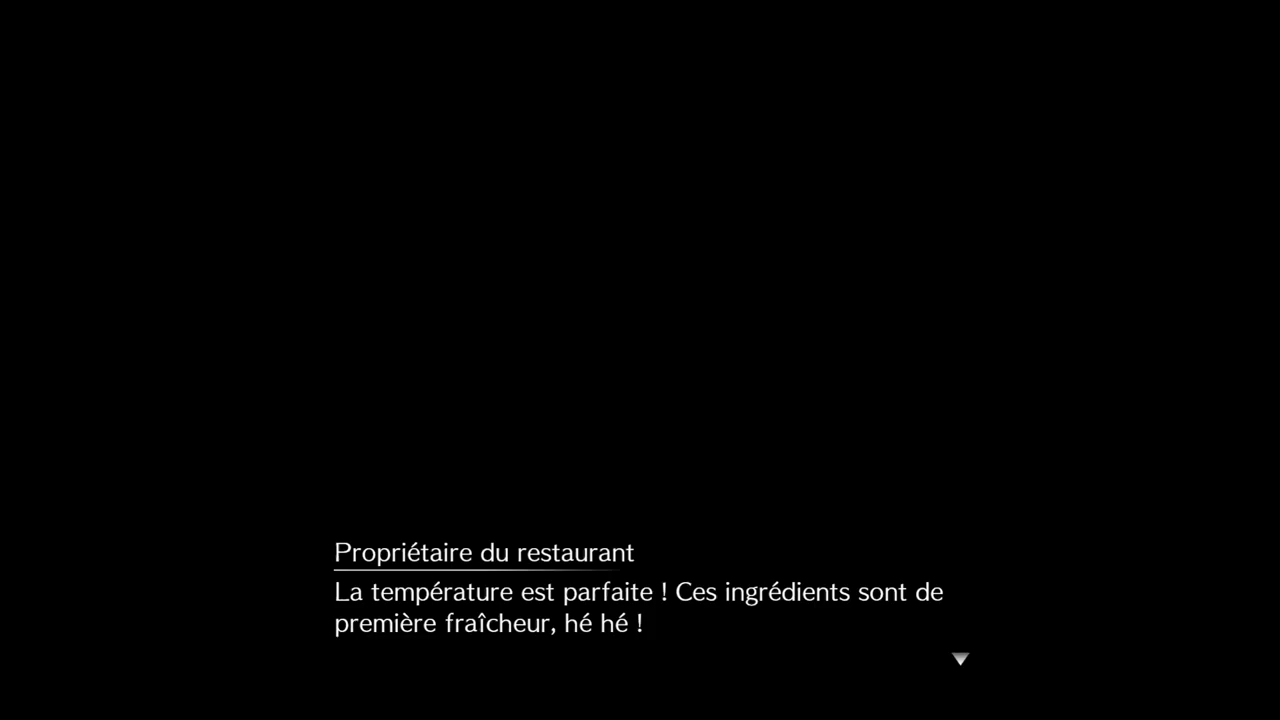 Propriétaire du restaurant
La température est parfaite ! Ces ingrédients sont de
première fraîcheur, hé hé !